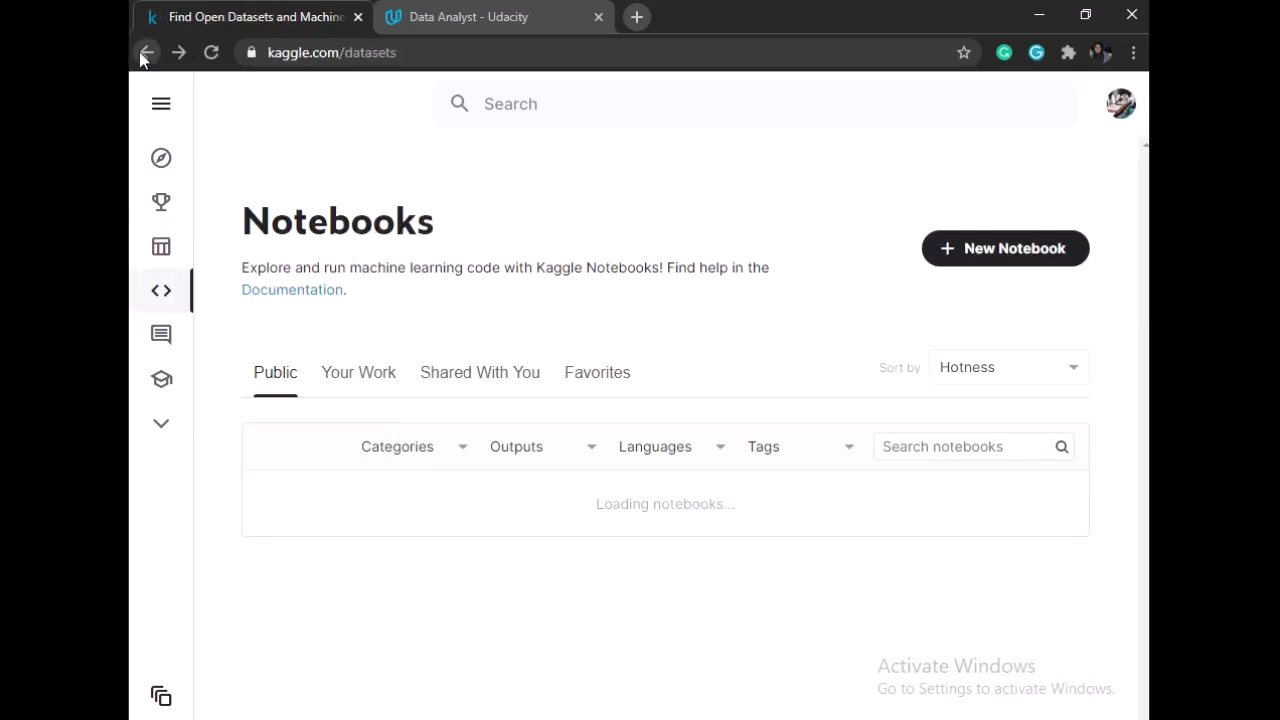 Find Open Datasets and Machine
Data Analyst - Udacity
kaggle.com/datasets
Search
Notebooks
New Notebook
Explore and run machine learning code with Kaggle Notebooks! Find help in the
Documentation.
Public
Your Work
Shared With You
Favorites
Sort by
Hotness
Categories
Outputs
Languages
Tags
Search notebooks
Loading notebooks...
Activate Windows
Go to Settings to activate Windows.